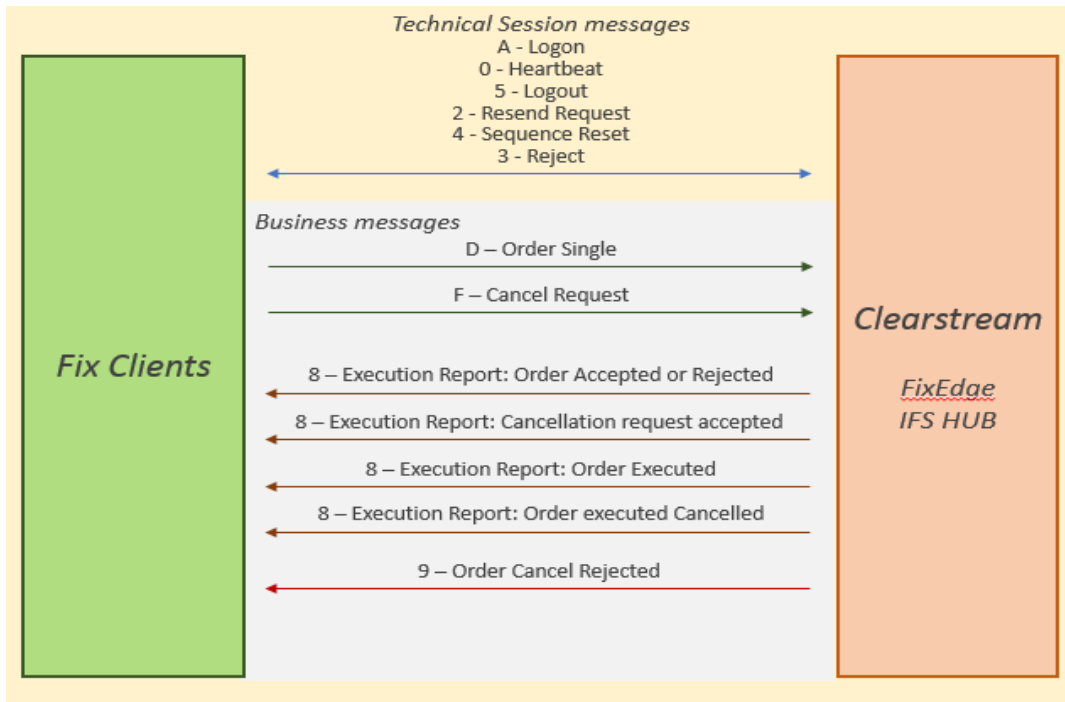 Technical Session messages
A - Logon
0 - Heartbeat
5 - Logout
2 - Resend Request
4 - Sequence Reset
3 - Reject
Business messages
D – Order Single
F – Cancel Request
8 – Execution Report: Order Accepted or Rejected
8 – Execution Report: Cancellation request accepted
8 – Execution Report: Order Executed
8 – Execution Report: Order executed Cancelled
9 – Order Cancel Rejected
Fix Clients
Clearstream
FixEdge
IFS HUB